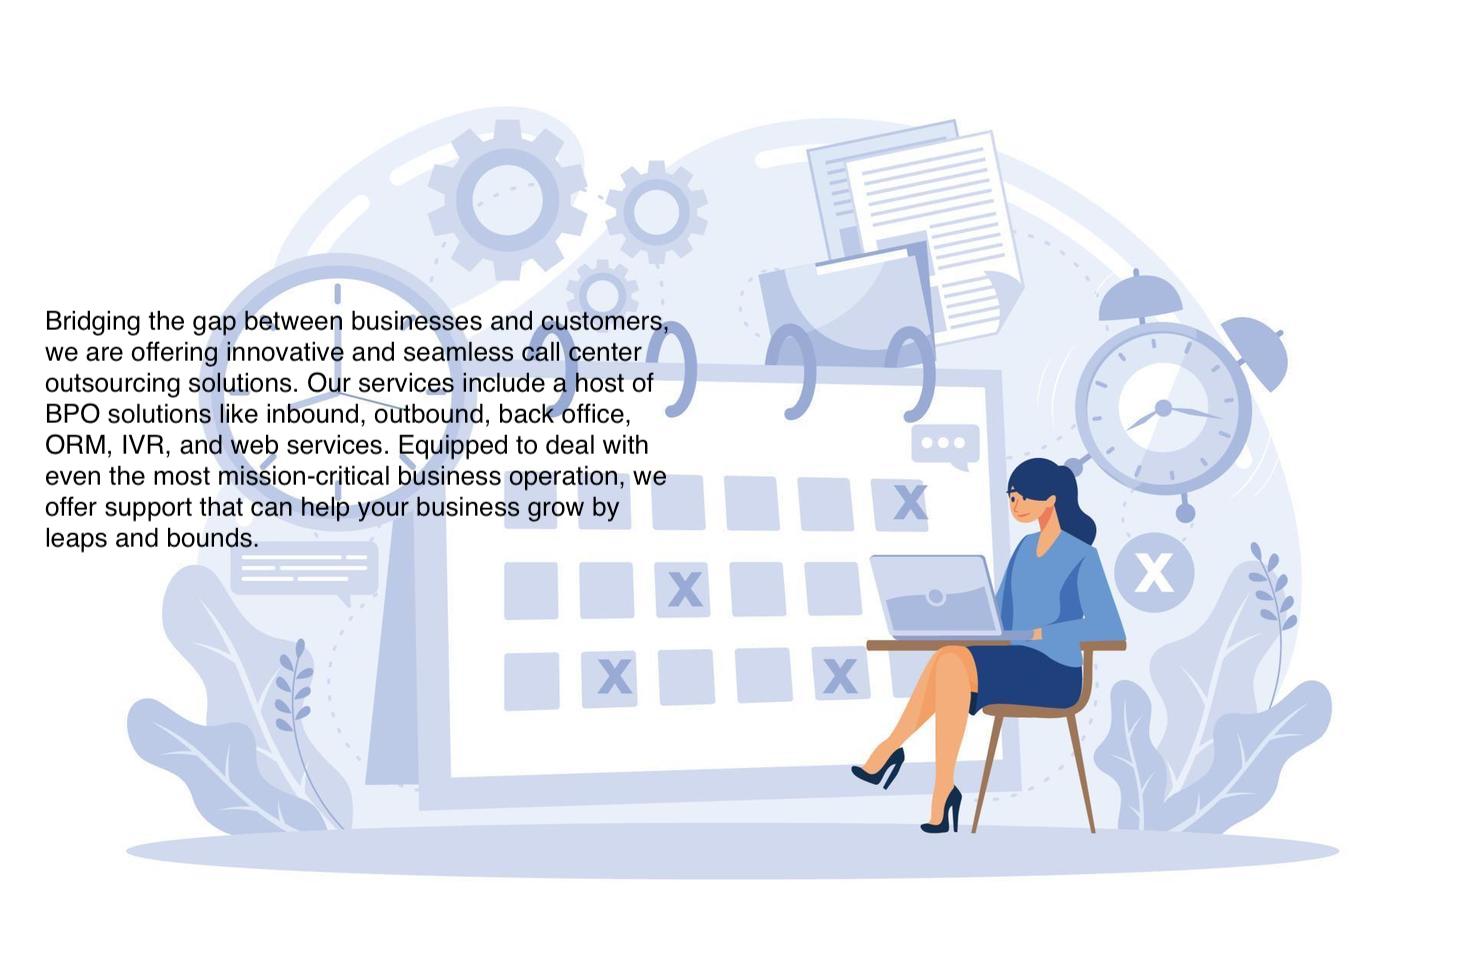 Bridging the gap between businesses and customers,
we are offering innovative and seamless call center
outsourcing solutions. Our services include a host of
BPO solutions like inbound, outbound, back office,
ORM, IVR, and web services. Equipped to deal with
even the most mission-critical business operation, we
offer support that can help your business grow by
leaps and bounds.
X
X
X
X
X